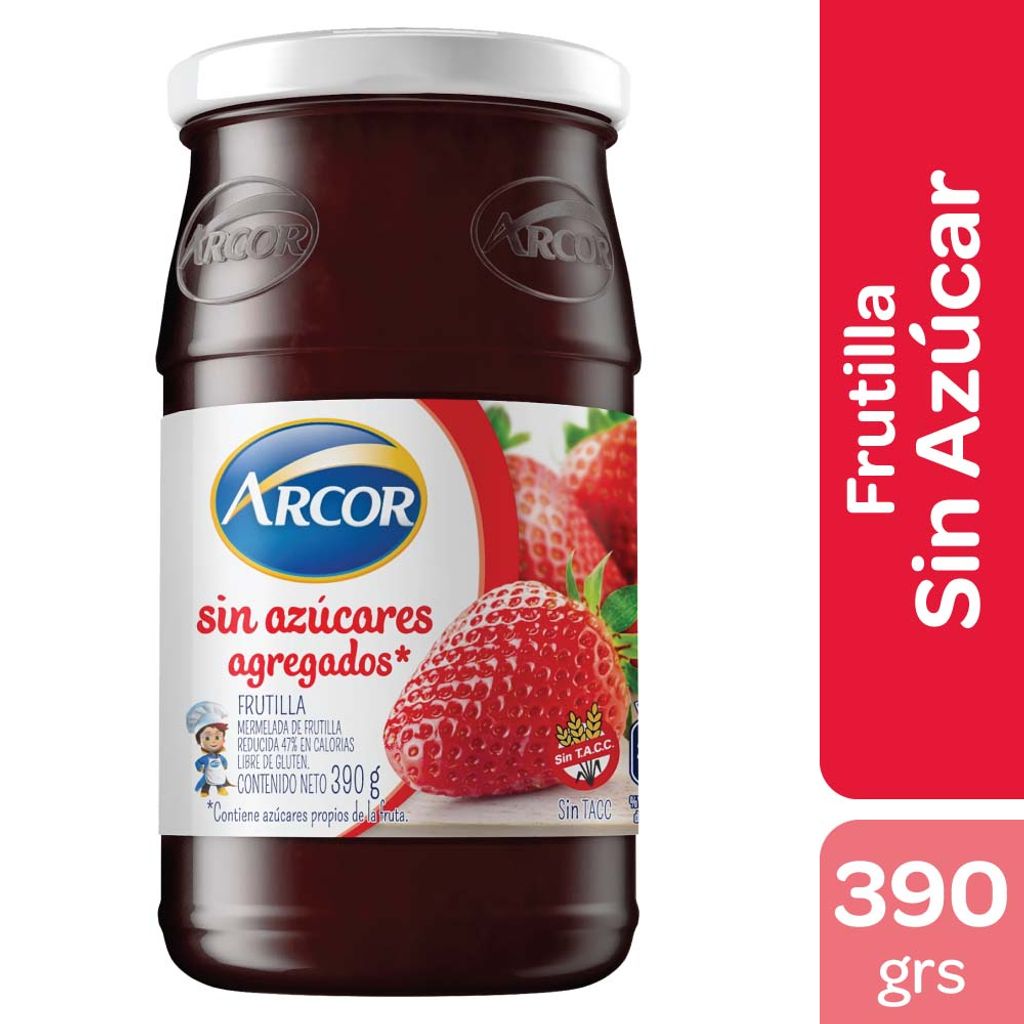 ARCOR
ARCOR
ARCOR
sin azúcares
agregados*
FRUTILLA
MERMELADA DE FRUTILLA
REDUCIDA 47% EN CALORIAS
LIBRE DE GLUTEN.
CONTENIDO NETO 390 g
*Contiene azúcares propios de la fruta.
Sin T.A.C.C.
Sin TACC
Frutilla
Sin Azúcar
390
grs